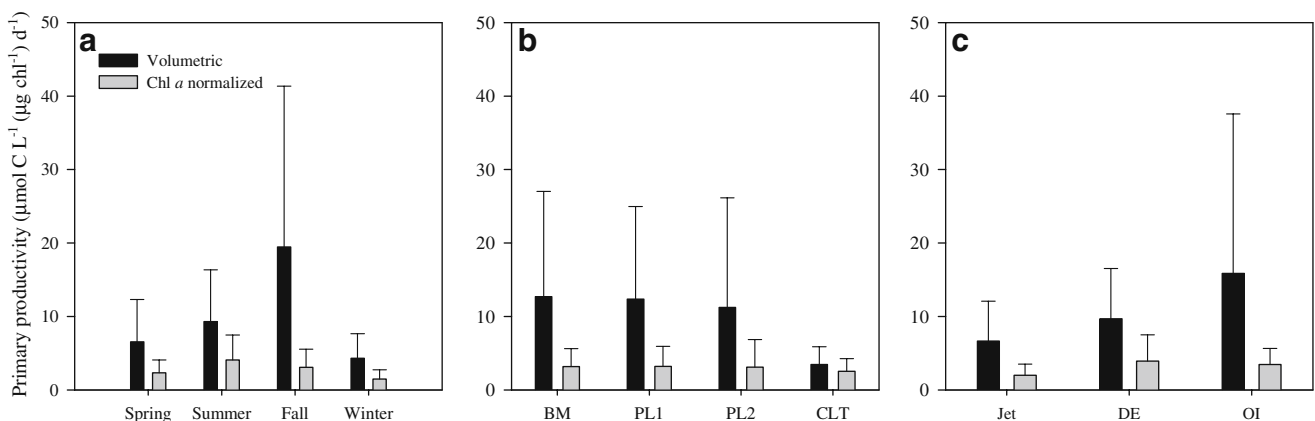 Primary productivity (µmol C L⁻¹ (µg chl⁻¹) d⁻¹)
a
Volumetric
Chl a normalized
50
40
30
20
10
0
Spring Summer Fall Winter
b
50
40
30
20
10
0
BM PL1 PL2 CLT
c
50
40
30
20
10
0
Jet DE OI